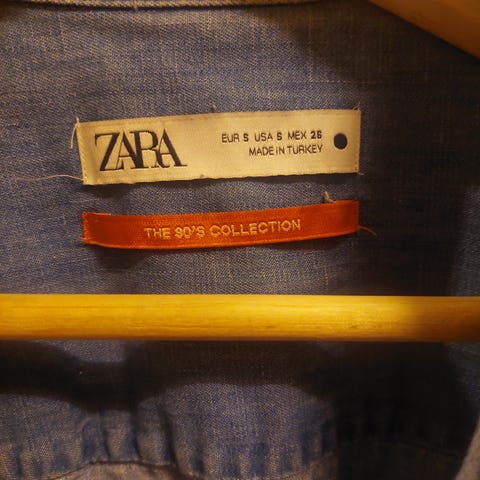 ZARA
EUR S USA S MEX 26
MADE IN TURKEY
THE 90'S COLLECTION